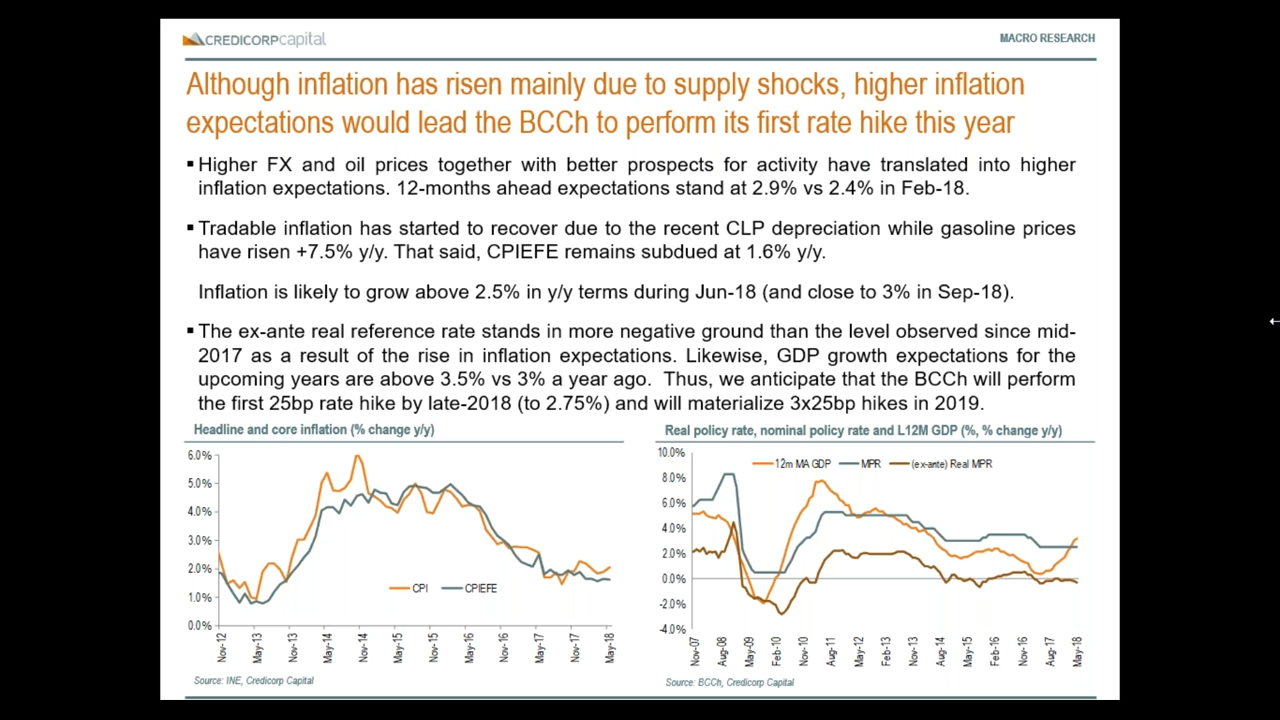 CREDICORPcapital
MACRO RESEARCH
Although inflation has risen mainly due to supply shocks, higher inflation
expectations would lead the BCCh to perform its first rate hike this year
▪ Higher FX and oil prices together with better prospects for activity have translated into higher
inflation expectations. 12-months ahead expectations stand at 2.9% vs 2.4% in Feb-18.
▪ Tradable inflation has started to recover due to the recent CLP depreciation while gasoline prices
have risen +7.5% y/y. That said, CPIEFE remains subdued at 1.6% y/y.
Inflation is likely to grow above 2.5% in y/y terms during Jun-18 (and close to 3% in Sep-18).
▪ The ex-ante real reference rate stands in more negative ground than the level observed since mid-
2017 as a result of the rise in inflation expectations. Likewise, GDP growth expectations for the
upcoming years are above 3.5% vs 3% a year ago. Thus, we anticipate that the BCCh will perform
the first 25bp rate hike by late-2018 (to 2.75%) and will materialize 3x25bp hikes in 2019.
Headline and core inflation (% change y/y)
6.0%
5.0%
4.0%
3.0%
2.0%
1.0%
0.0%
CPI
CPIEFE
Nov-12
May-13
Nov-13
May-14
Nov-14
May-15
Nov-15
May-16
Nov-16
May-17
Nov-17
May-18
Source: INE, Credicorp Capital
Real policy rate, nominal policy rate and L12M GDP (%, % change y/y)
10.0%
8.0%
6.0%
4.0%
2.0%
0.0%
-2.0%
-4.0%
12m MA GDP
MPR
(ex-ante) Real MPR
Nov-07
Aug-08
May-09
Feb-10
Nov-10
Aug-11
May-12
Feb-13
Nov-13
Aug-14
May-15
Feb-16
Nov-16
Aug-17
May-18
Source: BCCh, Credicorp Capital